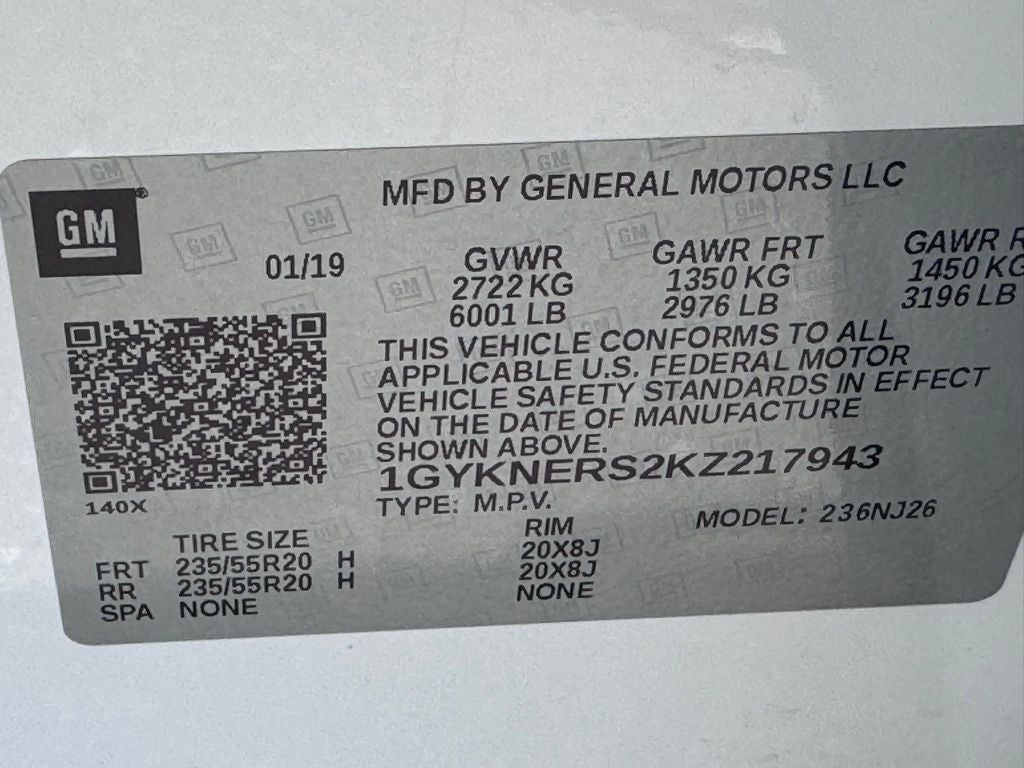 GM®
MFD BY GENERAL MOTORS LLC
01/19
GVWR GAWR FRT GAWR R
2722 KG 1350 KG 1450 KG
6001 LB 2976 LB 3196 LB
THIS VEHICLE CONFORMS TO ALL
APPLICABLE U.S. FEDERAL MOTOR
VEHICLE SAFETY STANDARDS IN EFFECT
ON THE DATE OF MANUFACTURE
SHOWN ABOVE.
1GYKNERS2KZ217943
140X
TYPE: M.P.V. MODEL: 236NJ26
TIRE SIZE RIM
FRT 235/55R20 H 20X8J
RR 235/55R20 H 20X8J
SPA NONE NONE